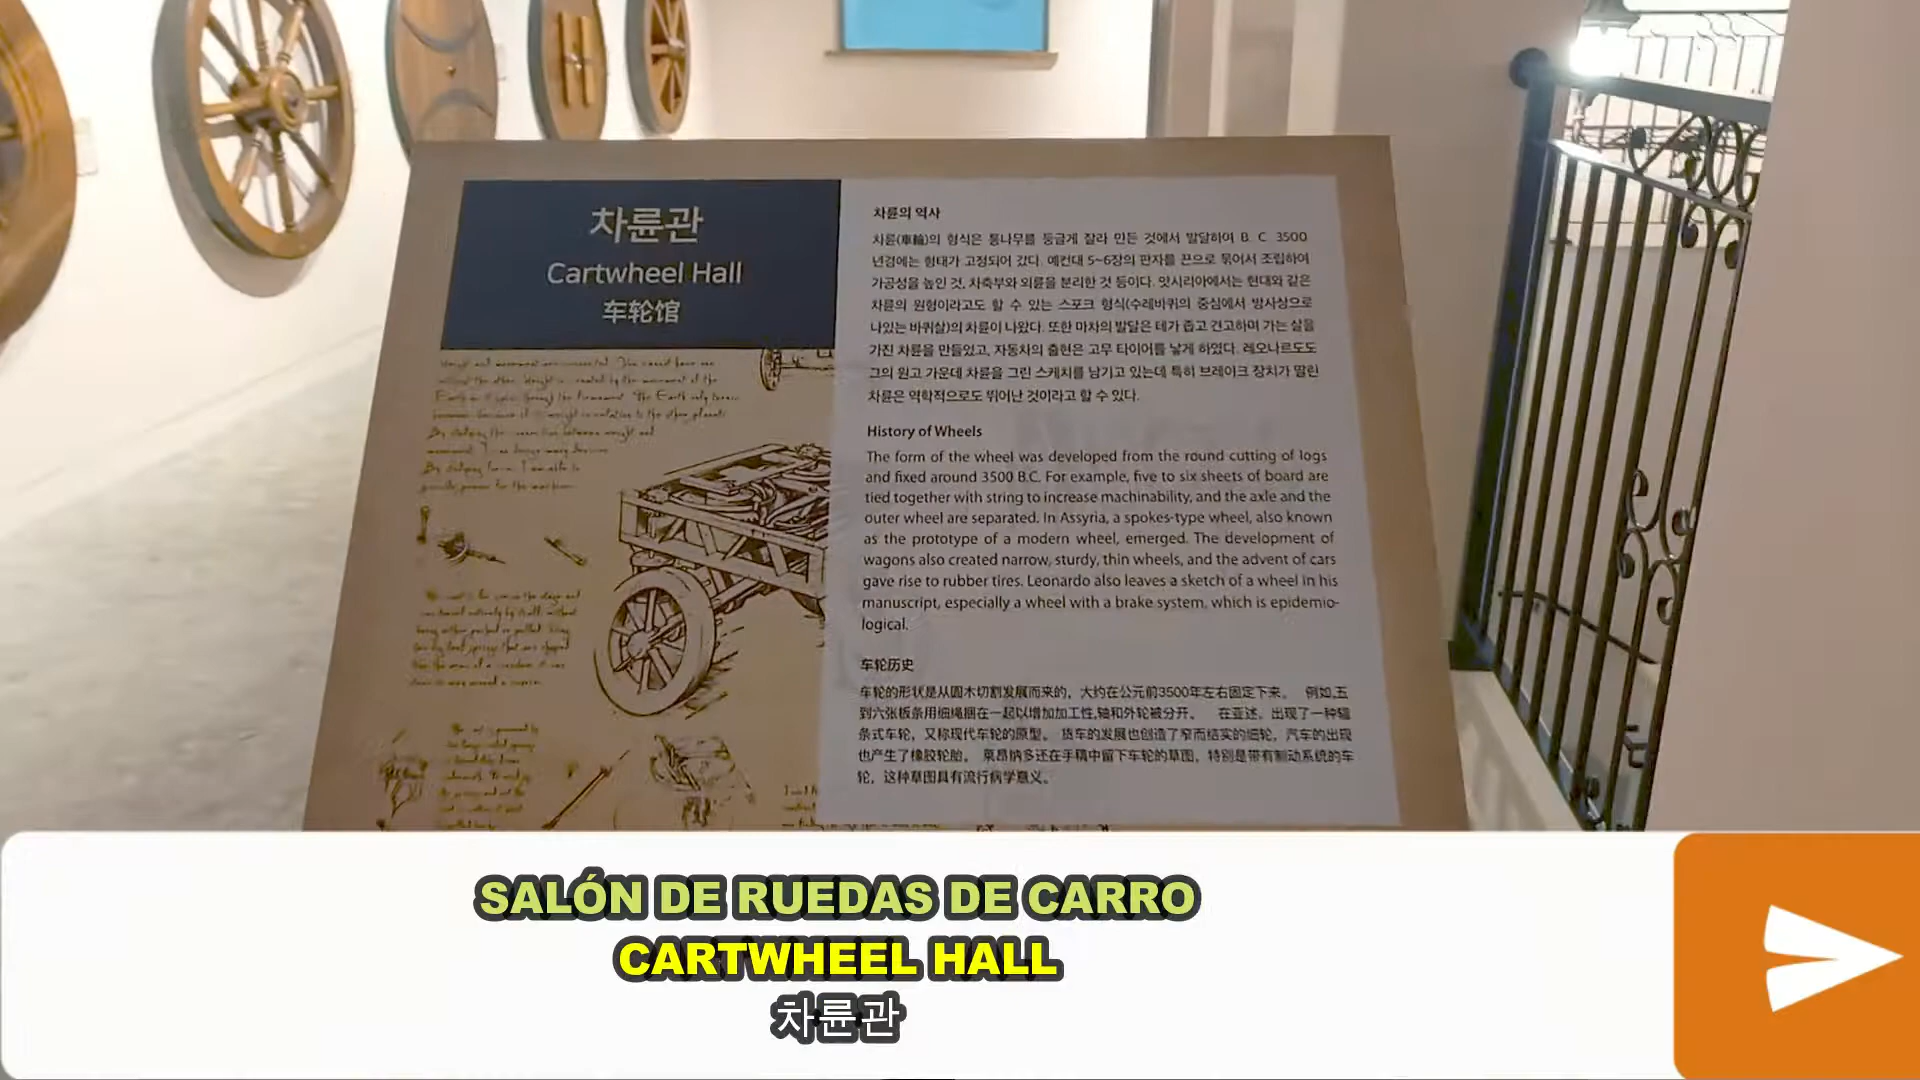 차륜관
Cartwheel Hall
车轮馆
차륜의 역사
차륜(車輪)의 형식은 통나무를 둥글게 잘라 만든 것에서 발달하여 B. C 3500
년경에는 형태가 고정되어 갔다. 예컨대 5~6장의 판자를 끈으로 묶어서 조립하여
가공성을 높인 것, 차축부와 외륜을 분리한 것 등이다. 앗시리아에서는 현대와 같은
차륜의 원형이라고도 할 수 있는 스포크 형식(수레바퀴의 중심에서 방사상으로
나있는 바퀴살)의 차륜이 나왔다. 또한 마차의 발달은 테가 좁고 견고하며 가는 살을
가진 차륜을 만들었고, 자동차의 출현은 고무 타이어를 낳게 하였다. 레오나르도도
그의 원고 가운데 차륜을 그린 스케치를 남기고 있는데 특히 브레이크 장치가 딸린
차륜은 역학적으로도 뛰어난 것이라고 할 수 있다.
History of Wheels
The form of the wheel was developed from the round cutting of logs
and fixed around 3500 B.C. For example, five to six sheets of board are
tied together with string to increase machinability, and the axle and the
outer wheel are separated. In Assyria, a spokes-type wheel, also known
as the prototype of a modern wheel, emerged. The development of
wagons also created narrow, sturdy, thin wheels, and the advent of cars
gave rise to rubber tires. Leonardo also leaves a sketch of a wheel in his
manuscript, especially a wheel with a brake system, which is epidemio-
logical.
车轮历史
车轮的形状是从圆木切割发展而来的，大约在公元前3500年左右固定下来。 例如,五
到六张板条用细绳捆在一起以增加加工性,轴和外轮被分开。 在亚述，出现了一种辐
条式车轮，又称现代车轮的原型。 货车的发展也创造了窄而结实的细轮，汽车的出现
也产生了橡胶轮胎。 莱昂纳多还在手稿中留下车轮的草图，特别是带有制动系统的车
轮，这种草图具有流行病学意义。
SALÓN DE RUEDAS DE CARRO
CARTWHEEL HALL
차륜관